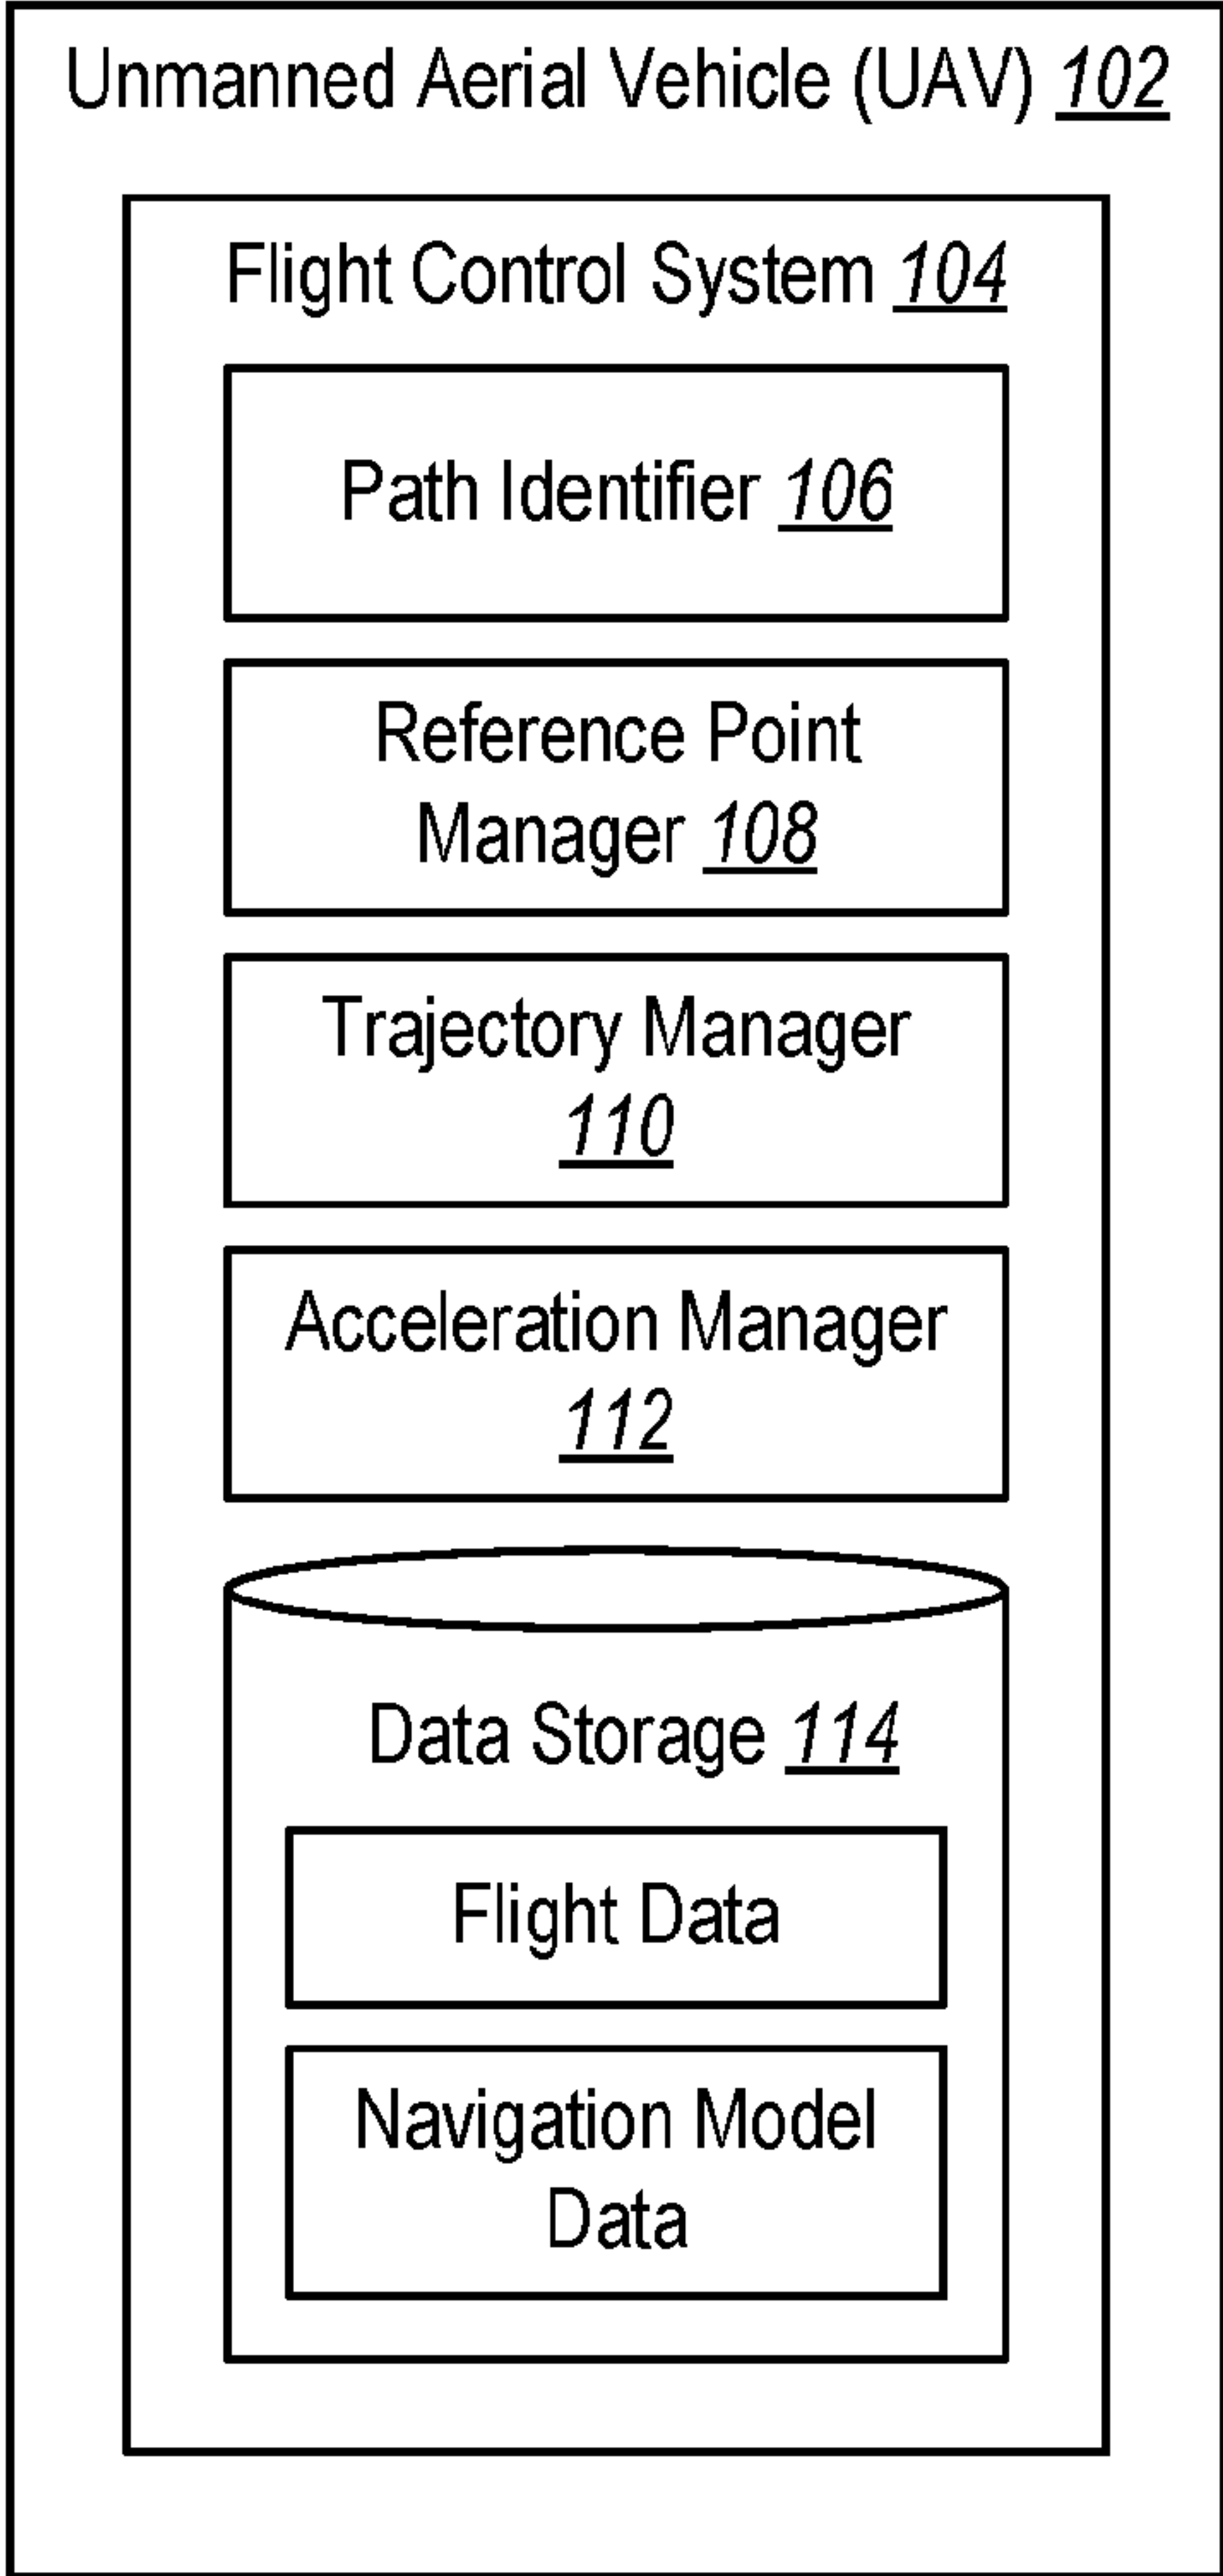 Unmanned Aerial Vehicle (UAV) 102
Flight Control System 104
Path Identifier 106
Reference Point
Manager 108
Trajectory Manager
110
Acceleration Manager
112
Data Storage 114
Flight Data
Navigation Model
Data